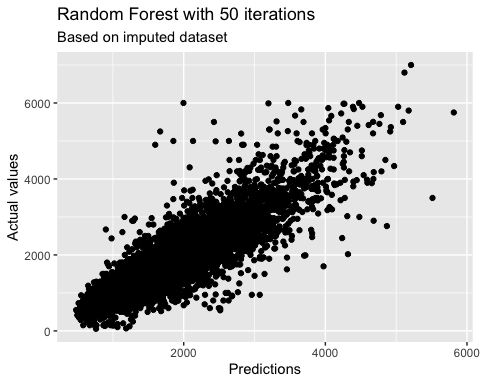 Random Forest with 50 iterations
Based on imputed dataset
6000
4000
2000
0
Actual values
2000
4000
6000
Predictions